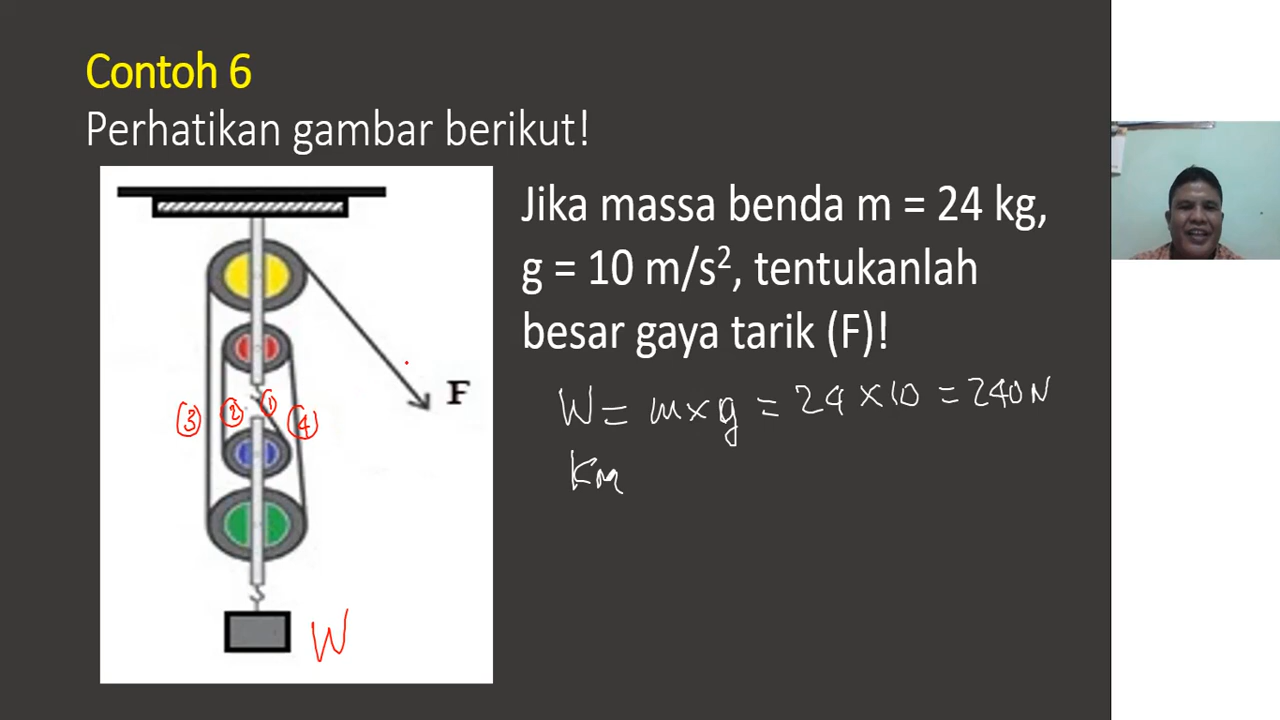 Contoh 6
Perhatikan gambar berikut!
Jika massa benda m = 24 kg,
g = 10 m/s², tentukanlah
besar gaya tarik (F)!
W = m x g = 24 x 10 = 240 N
Km
F
3 2 1 4
W